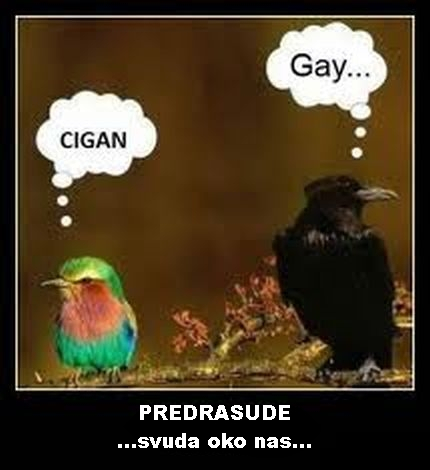 Gay...
CIGAN
PREDRASUDE
...svuda oko nas...